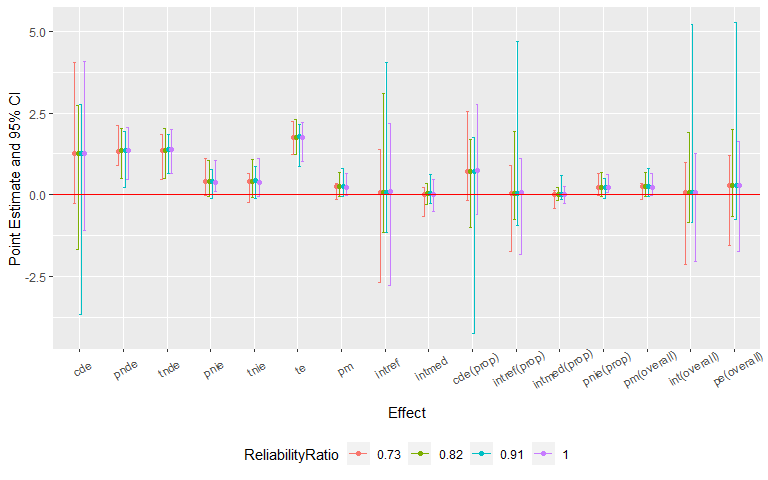 Point Estimate and 95% CI
5.0
2.5
0.0
-2.5
cde
pnde
tnde
pnie
tnie
te
pm
intref
intmed
cde(prop)
intref(prop)
intmed(prop)
pnie(prop)
pm(overall)
int(overall)
pe(overall)
Effect
ReliabilityRatio 0.73 0.82 0.91 1